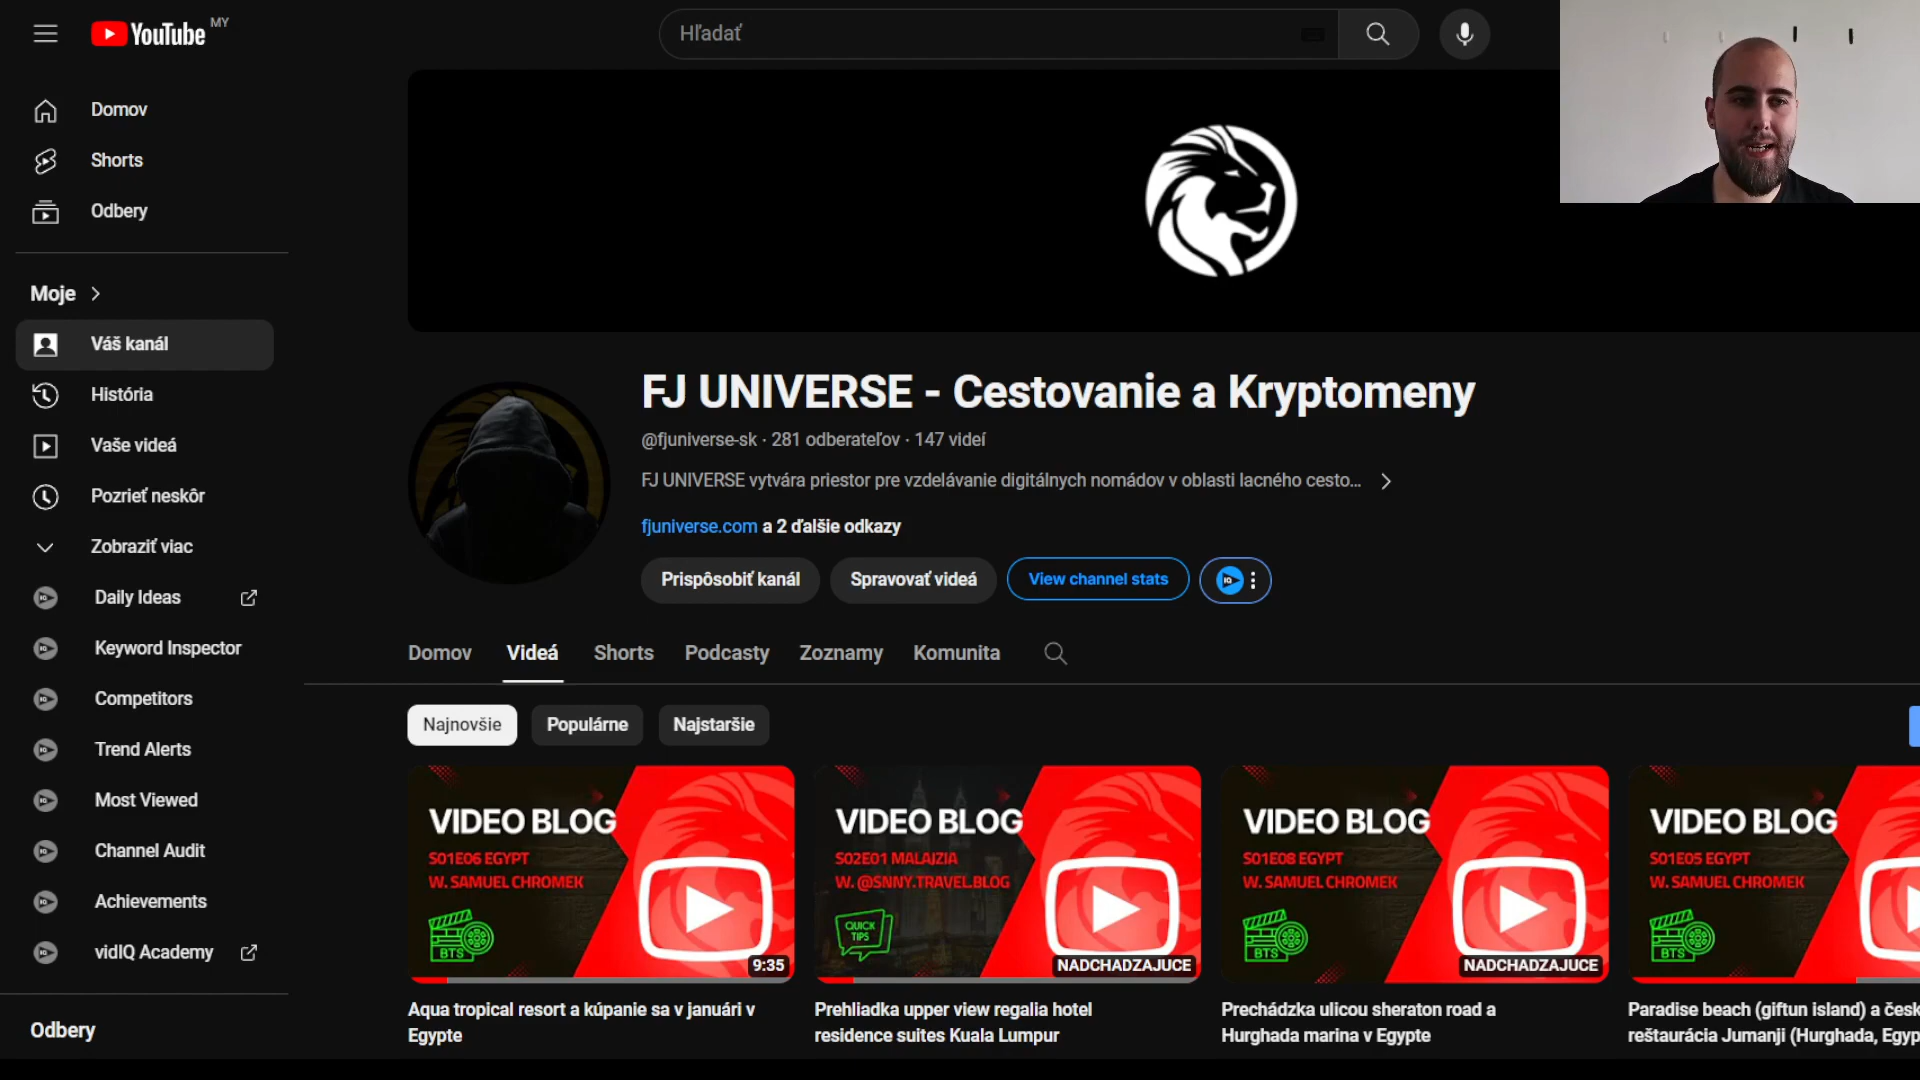 YouTube MY
Hľadať
Domov
Shorts
Odbery
Moje
Váš kanál
História
Vaše videá
Pozrieť neskôr
Zobraziť viac
Daily Ideas
Keyword Inspector
Competitors
Trend Alerts
Most Viewed
Channel Audit
Achievements
vidIQ Academy
Odbery
FJ UNIVERSE - Cestovanie a Kryptomeny
@fjuniverse-sk · 281 odberateľov · 147 videí
FJ UNIVERSE vytvára priestor pre vzdelávanie digitálnych nomádov v oblasti lacného cesto...
fjuniverse.com a 2 ďalšie odkazy
Prispôsobiť kanál
Spravovať videá
View channel stats
Domov
Videá
Shorts
Podcasty
Zoznamy
Komunita
Najnovšie
Populárne
Najstaršie
VIDEO BLOG
S01E06 EGYPT
W. SAMUEL CHROMEK
BTS
9:35
Aqua tropical resort a kúpanie sa v januári v
Egypte
VIDEO BLOG
S02E01 MALAJZIA
W. @SNNY.TRAVEL.BLOG
QUICK
TIPS
NADCHADZAJUCE
Prehliadka upper view regalia hotel
residence suites Kuala Lumpur
VIDEO BLOG
S01E08 EGYPT
W. SAMUEL CHROMEK
BTS
NADCHADZAJUCE
Prechádzka ulicou sheraton road a
Hurghada marina v Egypte
VIDEO BLOG
S01E05 EGYPT
W. SAMUEL CHROMEK
BTS
Paradise beach (giftun island) a česk
reštaurácia Jumanji (Hurghada, Egyp